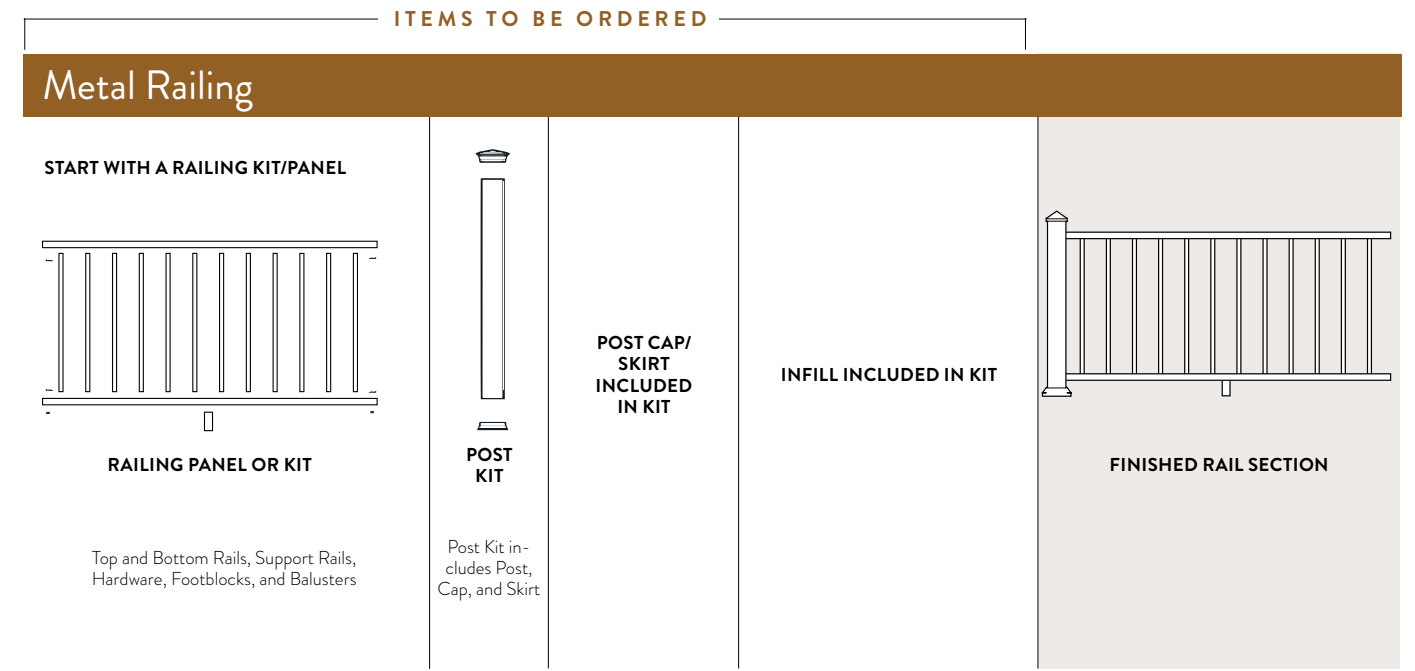 ITEMS TO BE ORDERED
Metal Railing
START WITH A RAILING KIT/PANEL
RAILING PANEL OR KIT
Top and Bottom Rails, Support Rails,
Hardware, Footblocks, and Balusters
POST
KIT
Post Kit in-
cludes Post,
Cap, and Skirt
POST CAP/
SKIRT
INCLUDED
IN KIT
INFILL INCLUDED IN KIT
FINISHED RAIL SECTION